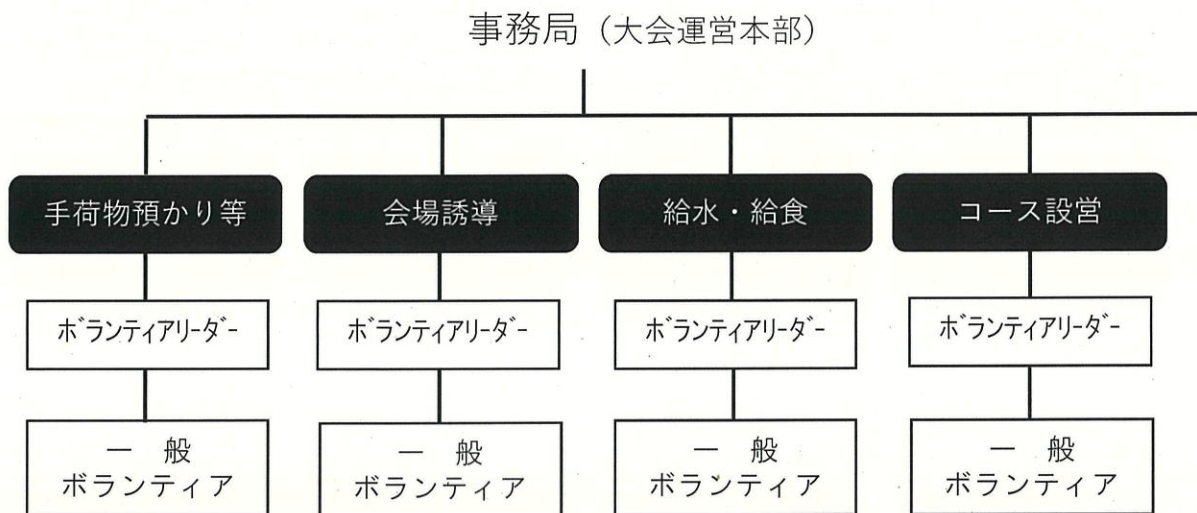 事務局（大会運営本部）
手荷物預かり等
会場誘導
給水・給食
コース設営
ﾎﾞランティアリーダー
ﾎﾞランティアリーダー
ﾎﾞランティアリーダー
ﾎﾞランティアリーダー
一　般
ボランティア
一　般
ボランティア
一　般
ボランティア
一　般
ボランティア